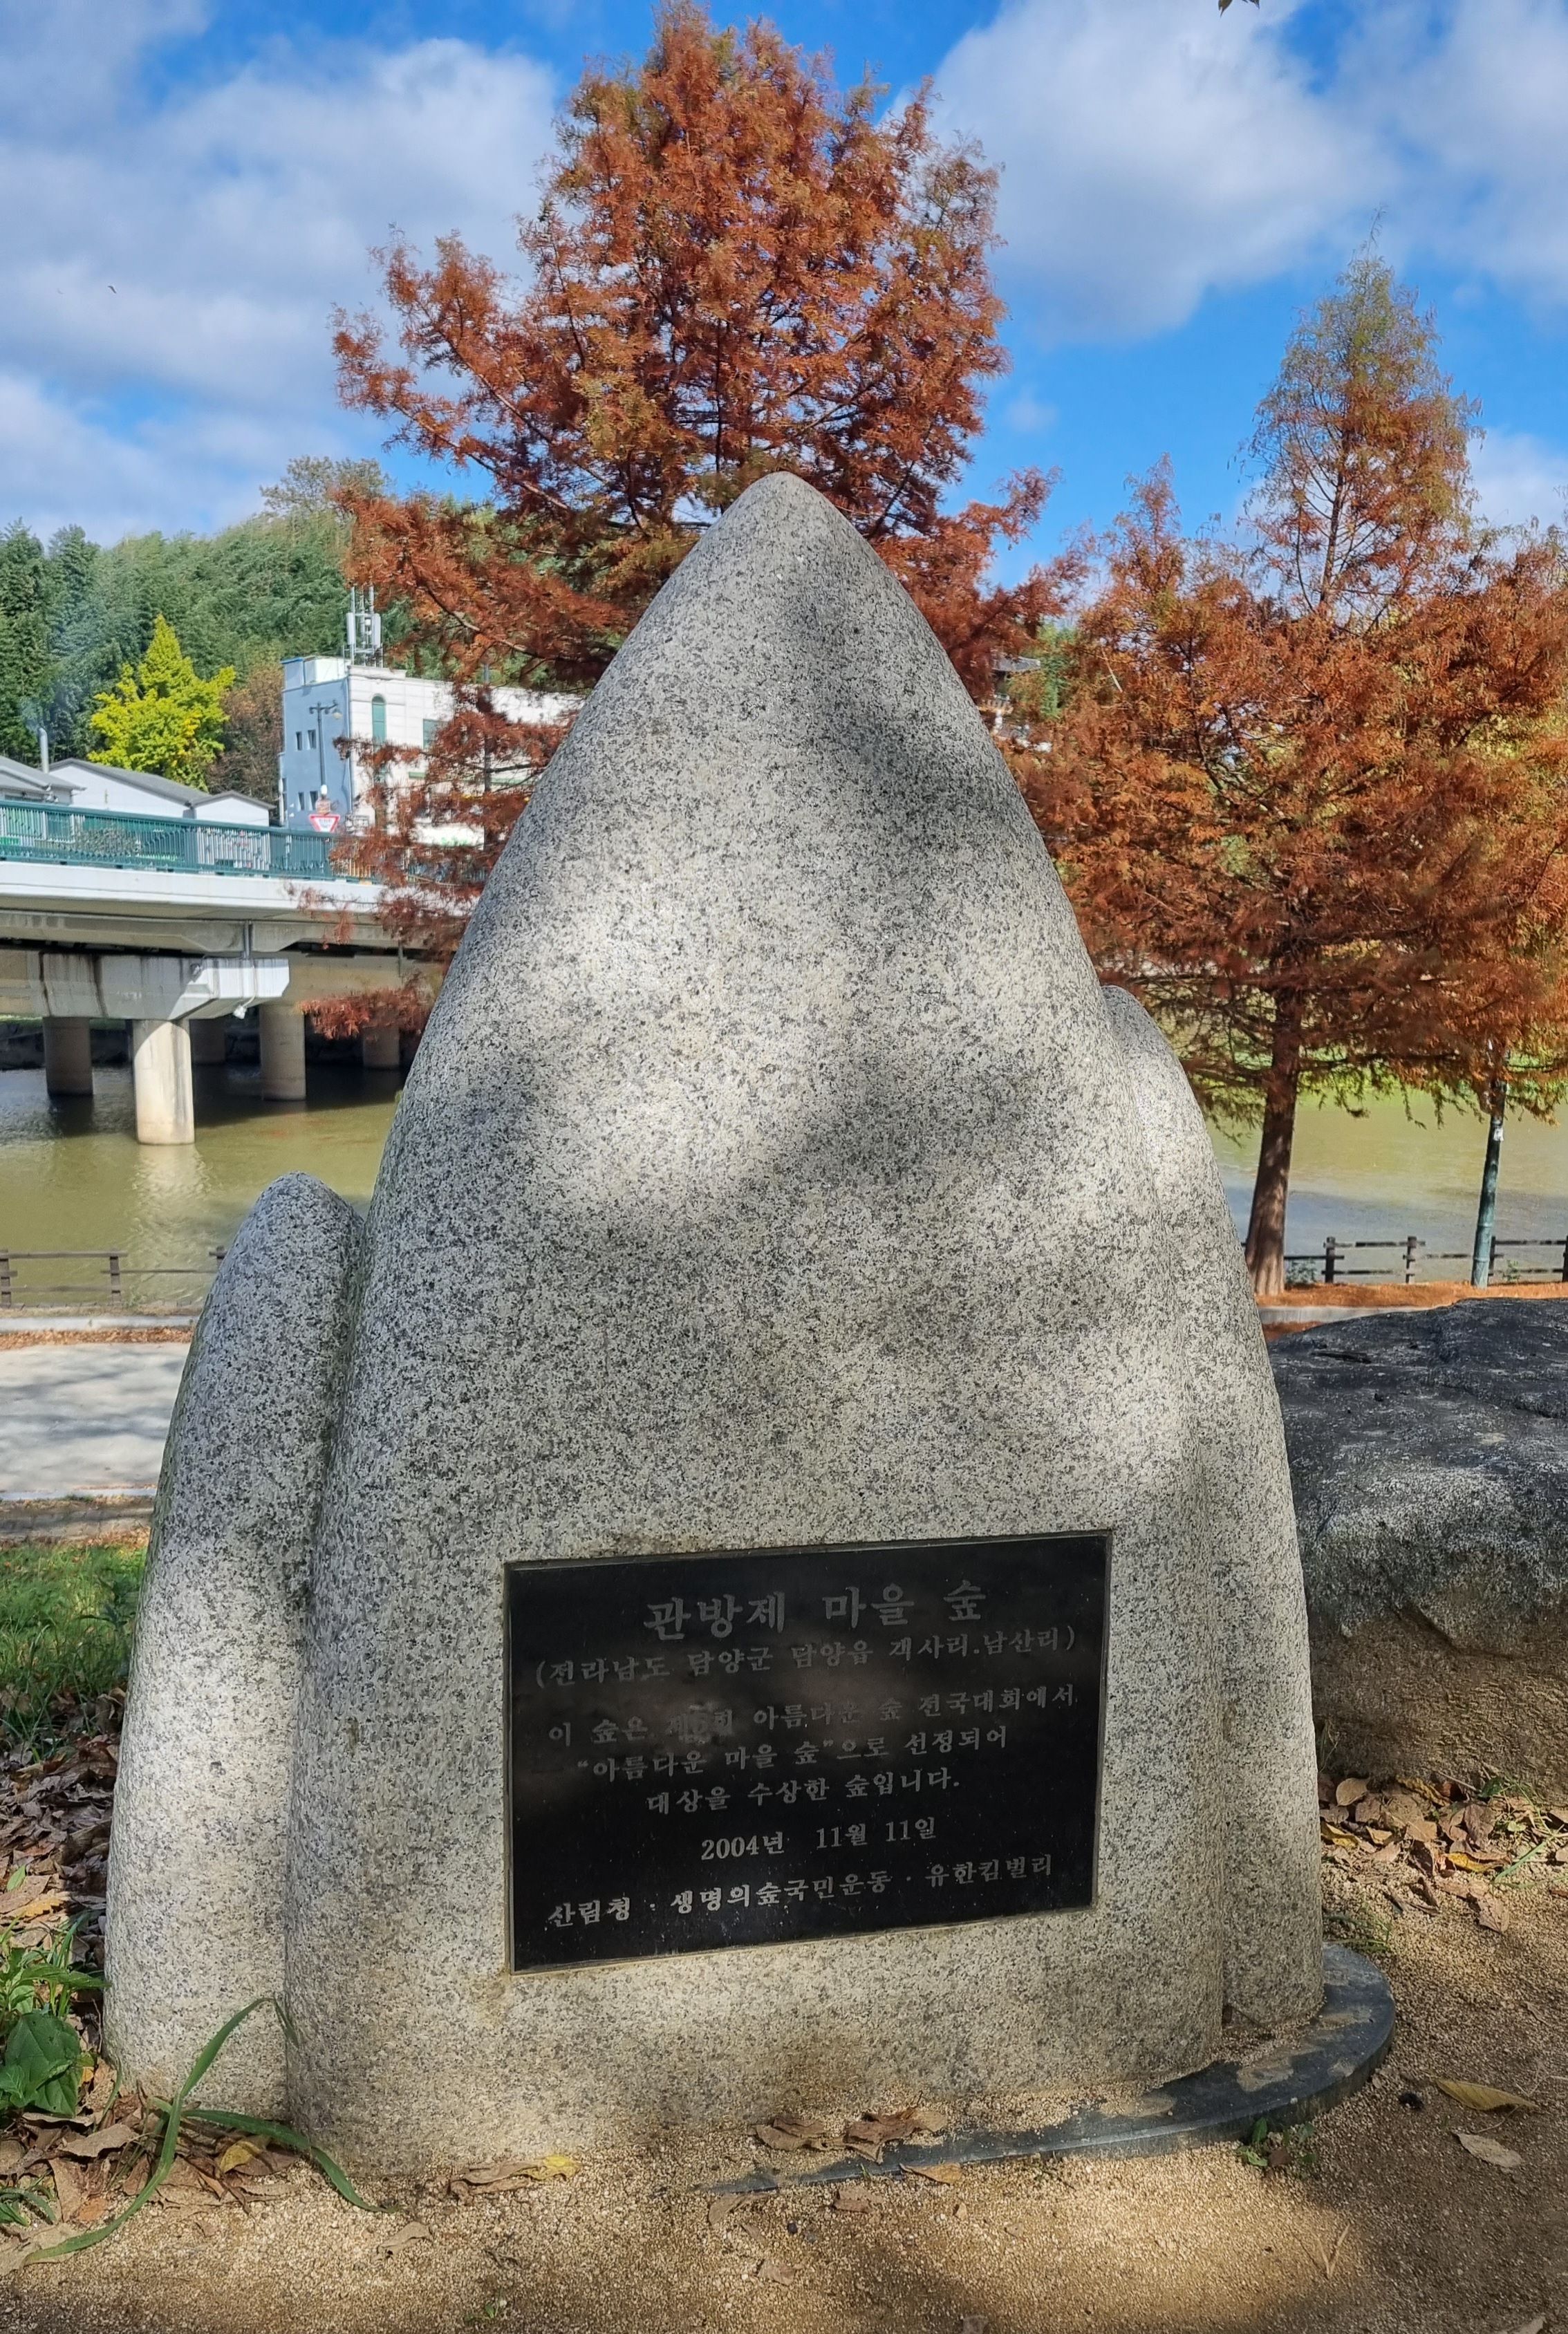 관방제 마을 숲
(전라남도 담양군 담양읍 객사리.남산리)
이 숲은 아름다운 숲 전국대회에서
"아름다운 마을 숲"으로 선정되어
대상을 수상한 숲입니다.
2004년 11월 11일
산림청 · 생명의숲국민운동 · 유한킴벌리